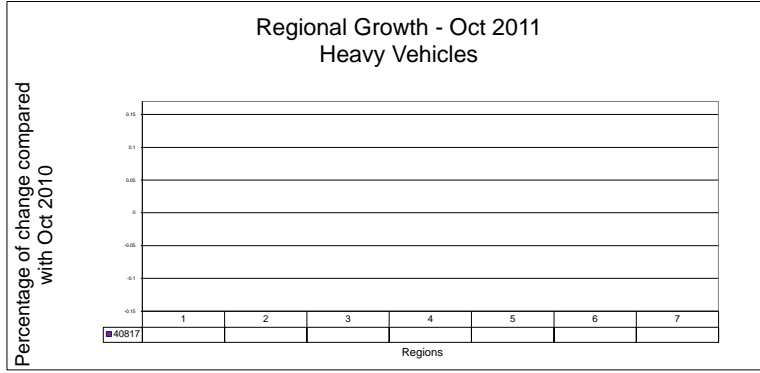 Regional Growth - Oct 2011
Heavy Vehicles
Percentage of change compared
with Oct 2010
0.15
0.1
0.05
0
-0.05
-0.1
-0.15
1 2 3 4 5 6 7
40817
Regions